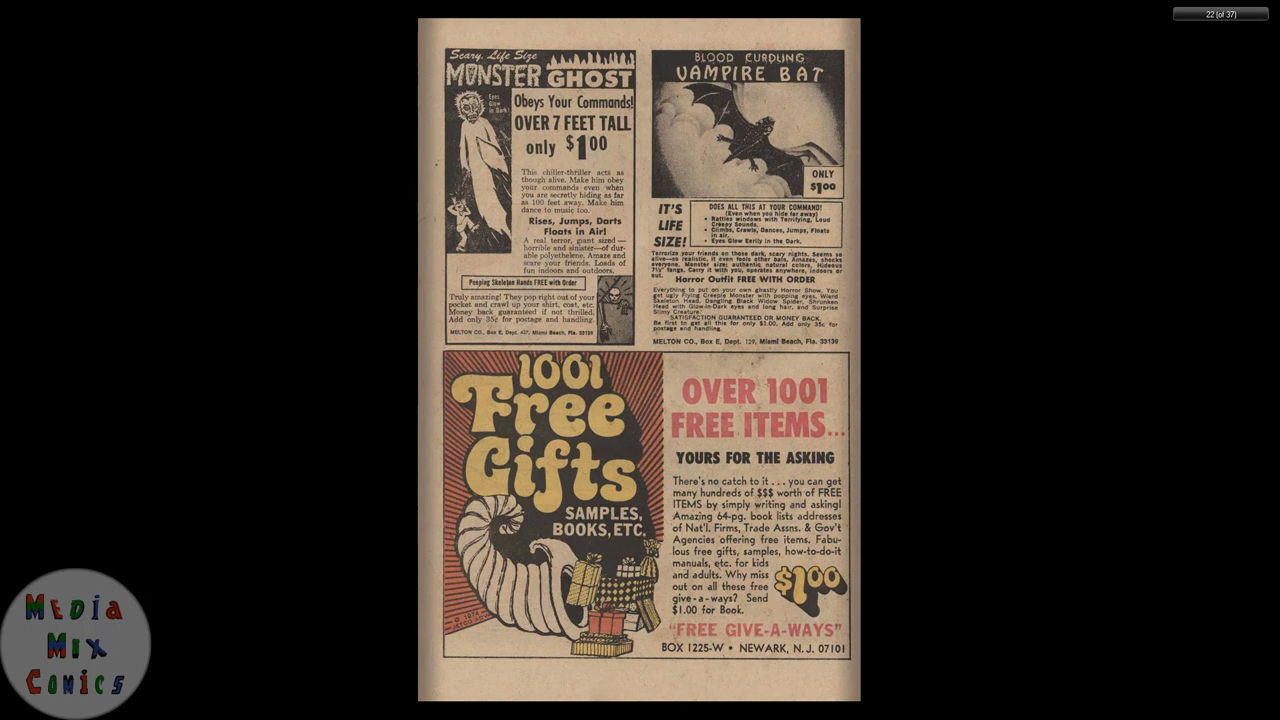 22 (of 37)
Scary, Life Size
MONSTER GHOST
Eyes
Glow
in Dark!
Obeys Your Commands!
OVER 7 FEET TALL
only $1.00
This chiller-thriller acts as
though alive. Make him obey
your commands even when
you are secretly hiding as far
as 100 feet away. Make him
dance to music too.
Rises, Jumps, Darts
Floats in Air!
A real terror, giant sized —
horrible and sinister—of dur-
able polyethelene. Amaze and
scare your friends. Loads of
fun indoors and outdoors.
Peeping Skeleton Hands FREE with Order
Truly amazing! They pop right out of your
pocket and crawl up your shirt, coat, etc.
Money back guaranteed if not thrilled.
Add only 35c for postage and handling.
MELTON CO., Box E, Dept. 437, Miami Beach, Fla. 33139
BLOOD CURDLING
VAMPIRE BAT
ONLY
$1.00
IT'S
LIFE
SIZE!
DOES ALL THIS AT YOUR COMMAND!
(Even when you hide far away)
• Rattles windows with Terrifying, Loud
Creepy Sounds.
• Climbs, Crawls, Dances, Jumps, Floats
in air.
• Eyes Glow Eerily in the Dark.
Terrorize your friends on those dark, scary nights. Seems so
alive—so realistic, it even fools other bats. Amazes, shocks
everyone. Monster size; authentic natural colors. Hideous
7½" fangs. Carry it with you, operates anywhere, indoors or
out.
Horror Outfit FREE WITH ORDER
Everything to put on your own ghastly Horror Show. You
get ugly Flying Creepie Monster with popping eyes, Wierd
Skeleton Head, Dangling Black Widow Spider, Shrunken
Head with Glow-in-Dark eyes and long hair, and Surprise
Slimy Creature.
SATISFACTION GUARANTEED OR MONEY BACK.
Be first to get all this for only $1.00. Add only 35c for
postage and handling.
MELTON CO., Box E, Dept. 129, Miami Beach, Fla. 33139
1001
Free
Gifts
SAMPLES,
BOOKS, ETC.
OVER 1001
FREE ITEMS...
YOURS FOR THE ASKING
There's no catch to it . . . you can get
many hundreds of $$$ worth of FREE
ITEMS by simply writing and asking!
Amazing 64-pg. book lists addresses
of Nat'l. Firms, Trade Assns. & Gov't
Agencies offering free items. Fabu-
lous free gifts, samples, how-to-do-it
manuals, etc. for kids
and adults. Why miss
out on all these free
give-a-ways? Send
$1.00 for Book.
$1.00
"FREE GIVE-A-WAYS"
BOX 1225-W • NEWARK, N.J. 07101
MEDIA
MIX
COMICS